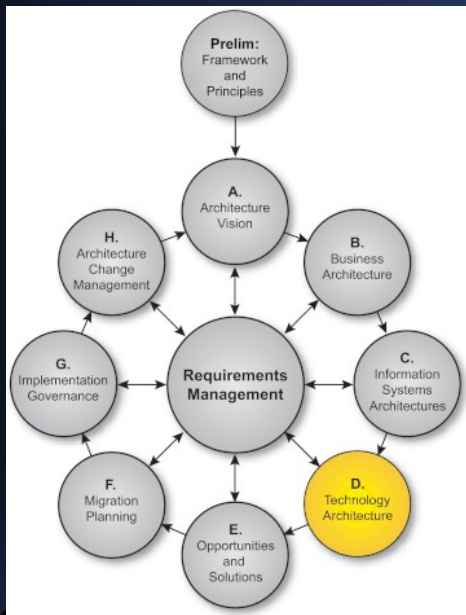 Prelim:
Framework
and
Principles
A.
Architecture
Vision
B.
Business
Architecture
C.
Information
Systems
Architectures
D.
Technology
Architecture
E.
Opportunities
and
Solutions
F.
Migration
Planning
G.
Implementation
Governance
H.
Architecture
Change
Management
Requirements
Management